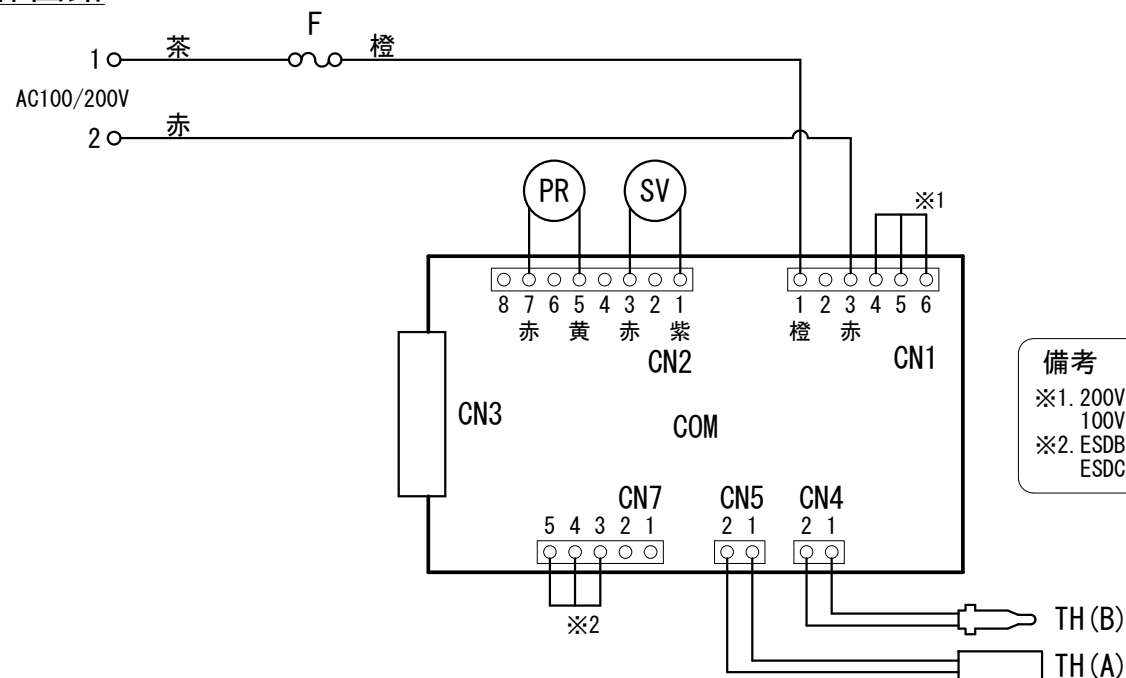 F
茶
橙
1
AC100/200V
2
赤
PR
SV
※1
8 7 6 5 4 3 2 1
1 2 3 4 5 6
赤 黄 赤 紫
橙 赤
CN2
CN1
CN3
COM
備考
※1. 200V
100V
※2. ESDB
ESDC
CN7
CN5
CN4
5 4 3 2 1
2 1
2 1
※2
TH(B)
TH(A)